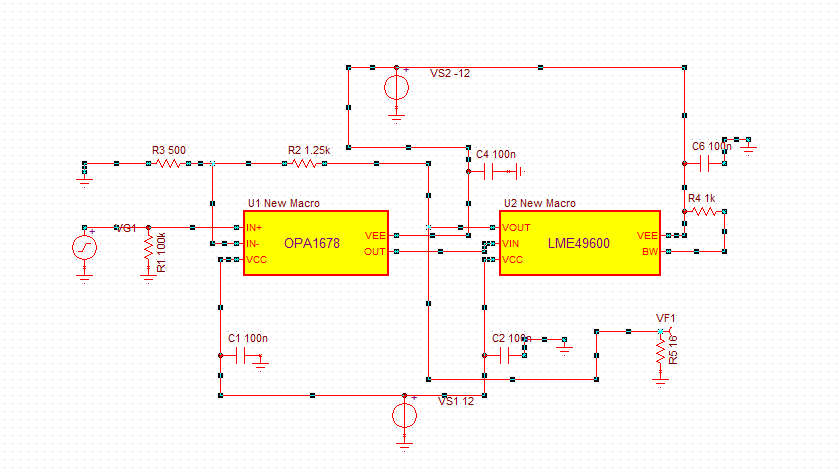 VS2 -12
R3 500
R2 1.25k
C4 100n
C6 100n
U1 New Macro
U2 New Macro
R4 1k
VG1
IN+
VOUT
OPA1678
VEE
IN-
VIN
LME49600
VEE
OUT
BW
VCC
VCC
R1 100k
VF1
C1 100n
C2 100n
R5 16
VS1 12